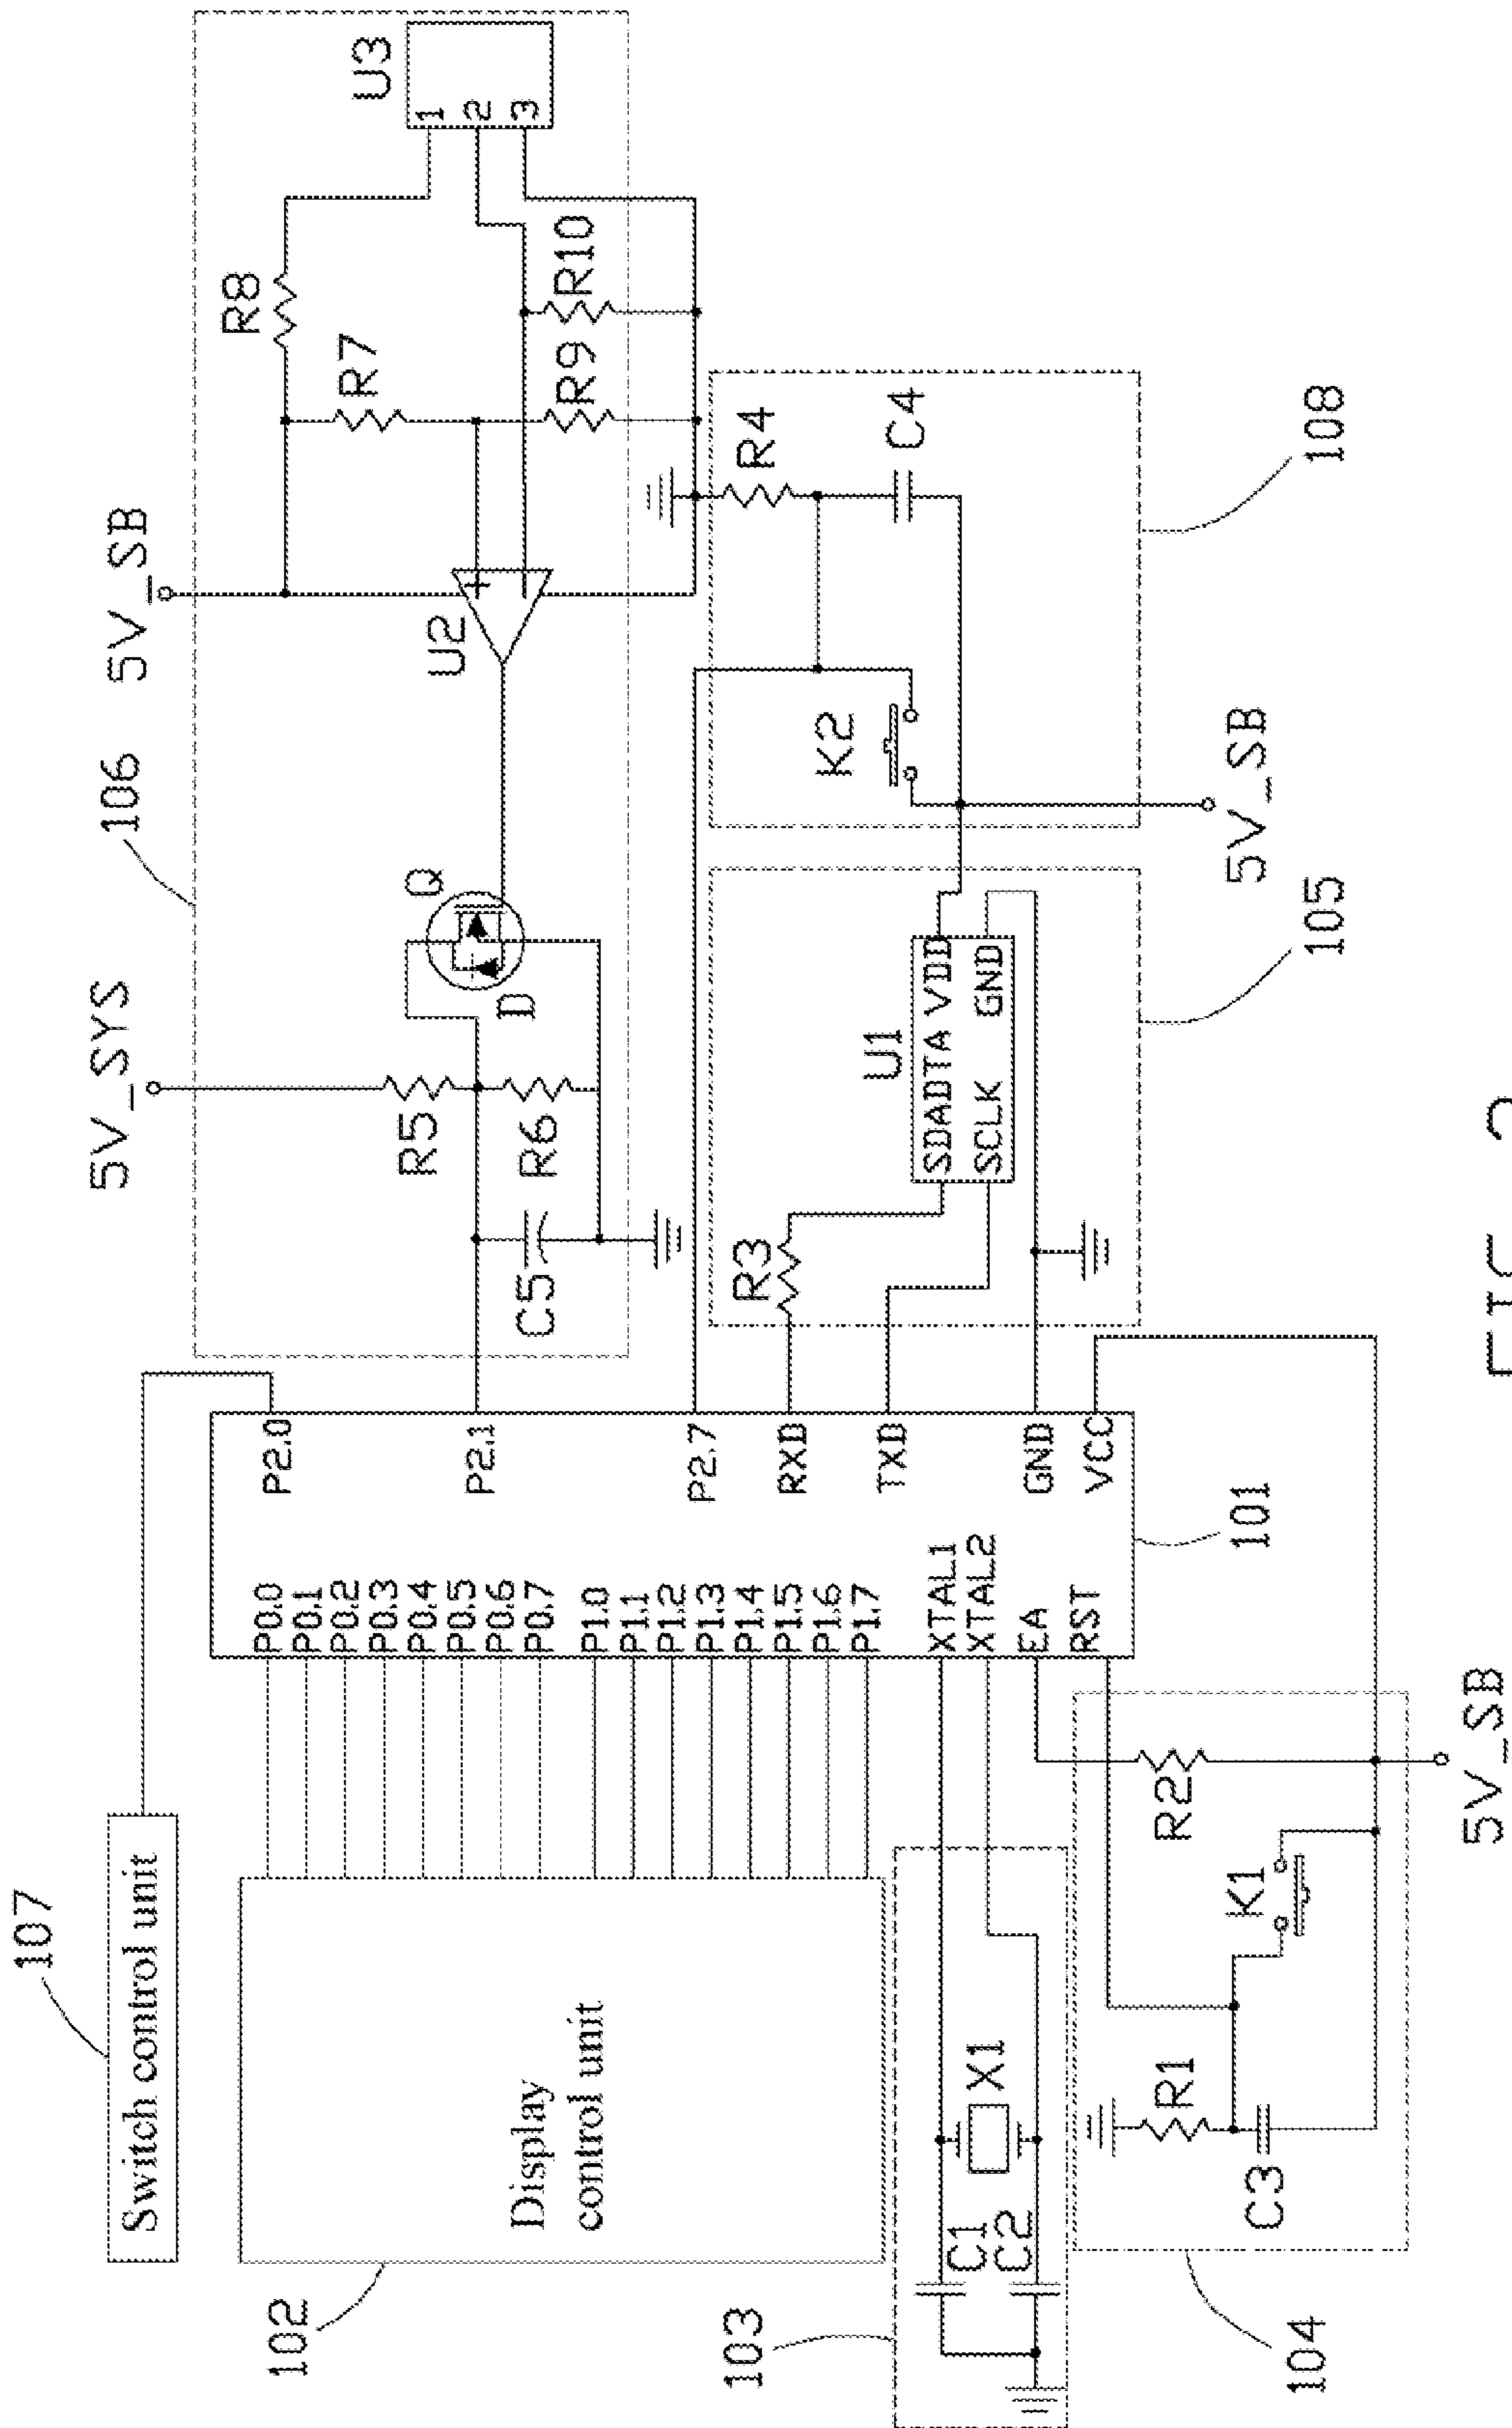 107
Switch control unit
102
Display
control unit
103
C1
C2
X1
104
C3
R1
K1
R2
5V_SB
P0.0
P0.1
P0.2
P0.3
P0.4
P0.5
P0.6
P0.7
P1.0
P1.1
P1.2
P1.3
P1.4
P1.5
P1.6
P1.7
XTAL1
XTAL2
EA
RST
P2.0
P2.1
P2.7
RXD
TXD
GND
VCC
101
5V_SYS
106
5V_SB
R5
R6
C5
Q
D
U2
+
−
R7
R8
R9
R10
U3
1
2
3
R3
U1
SDADTA VDD
SCLK GND
105
K2
R4
C4
5V_SB
108